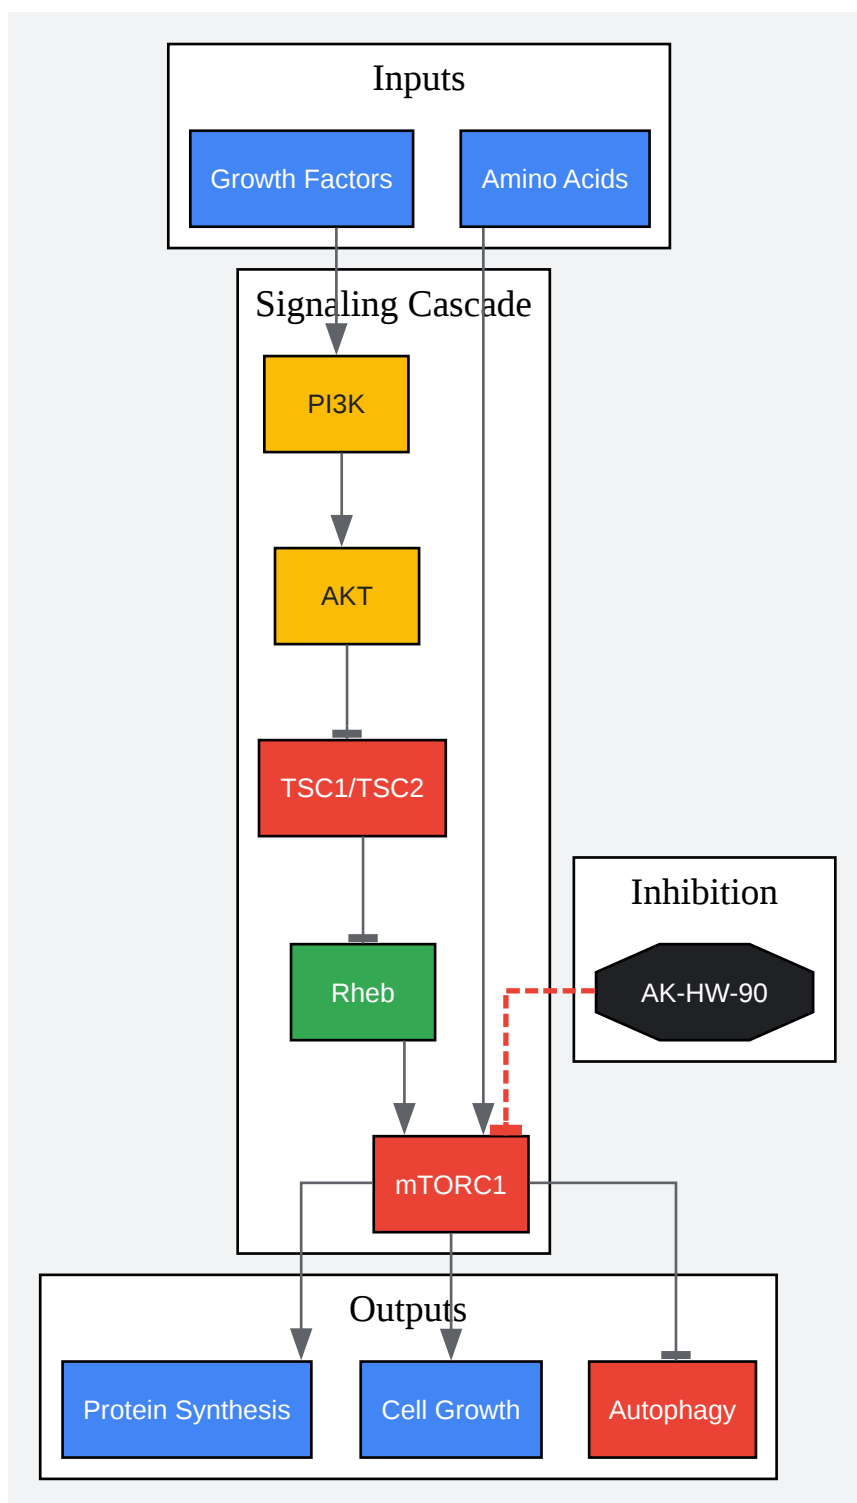 Inputs
Growth Factors
Amino Acids
Signaling Cascade
PI3K
AKT
TSC1/TSC2
Inhibition
Rheb
AK-HW-90
mTORC1
Outputs
Protein Synthesis
Cell Growth
Autophagy